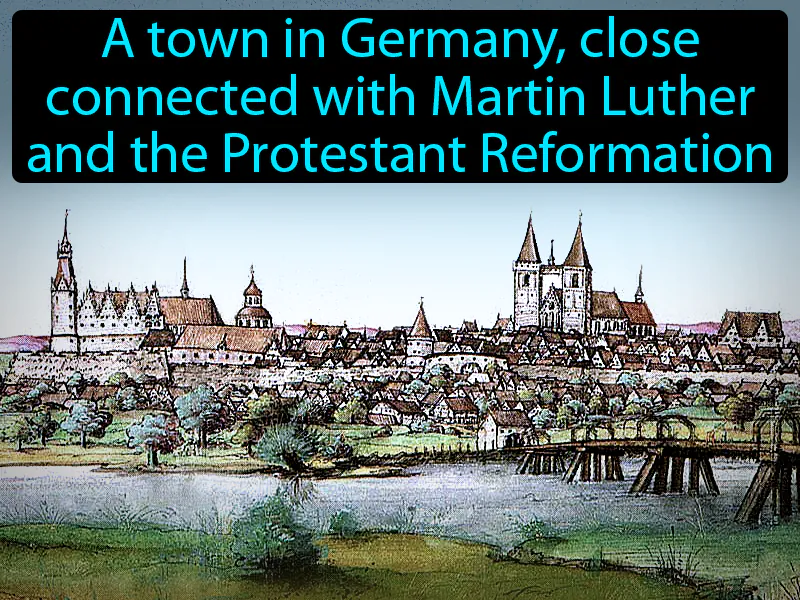 A town in Germany, close
connected with Martin Luther
and the Protestant Reformation